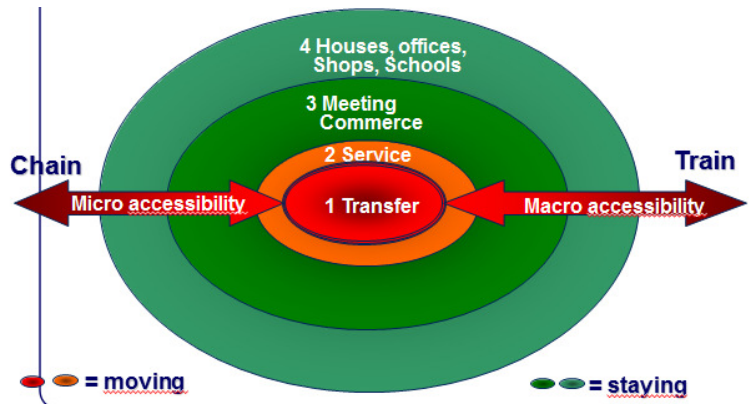 4 Houses, offices,
Shops, Schools
3 Meeting
Commerce
2 Service
Chain
Train
Micro accessibility
1 Transfer
Macro accessibility
= moving
= staying